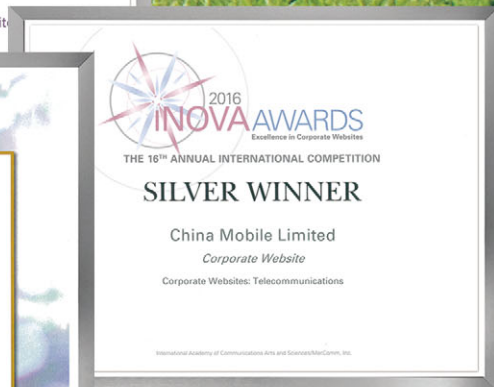 2016
INOVA AWARDS
Excellence in Corporate Websites
THE 16TH ANNUAL INTERNATIONAL COMPETITION
SILVER WINNER
China Mobile Limited
Corporate Website
Corporate Websites: Telecommunications
International Academy of Communications Arts and Sciences/MerComm, Inc.